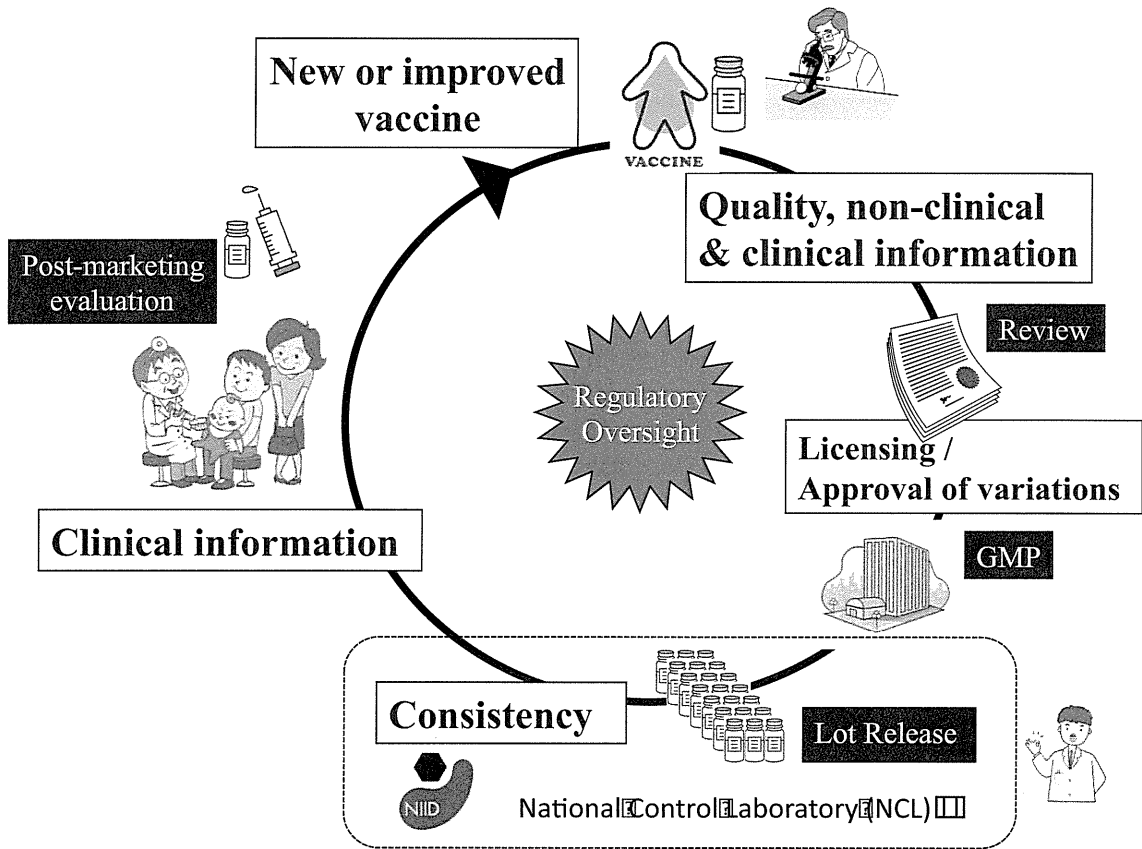 New or improved
vaccine
VACCINE
Quality, non-clinical
& clinical information
Post-marketing
evaluation
Review
Regulatory
Oversight
Licensing /
Approval of variations
Clinical information
GMP
Consistency
Lot Release
NIID
National Control Laboratory (NCL)